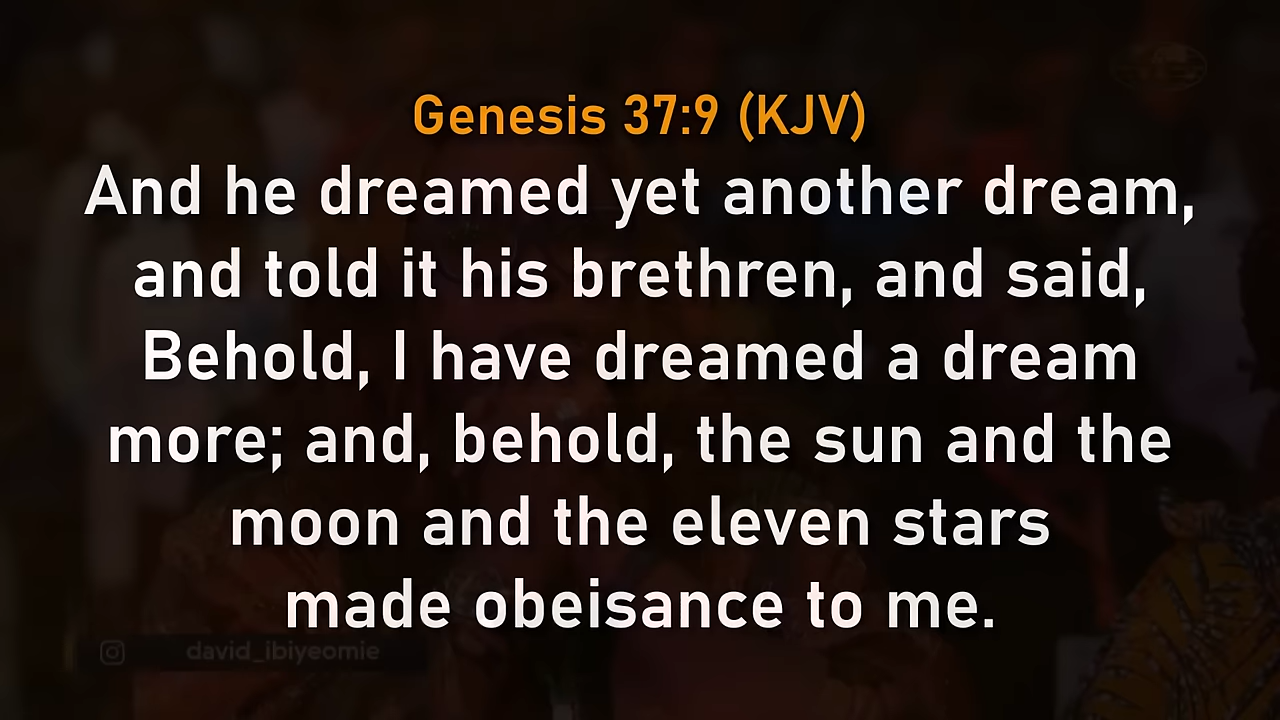 Genesis 37:9 (KJV)
And he dreamed yet another dream,
and told it his brethren, and said,
Behold, I have dreamed a dream
more; and, behold, the sun and the
moon and the eleven stars
made obeisance to me.
david_ibiyeomie